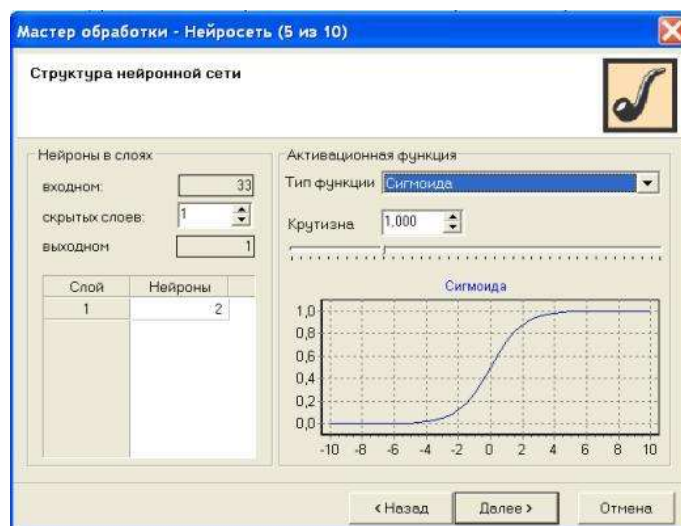 Мастер обработки - Нейросеть (5 из 10)
Структура нейронной сети
Нейроны в слоях
входном: 33
скрытых слоев: 1
выходном 1
Слой Нейроны
1 2
Активационная функция
Тип функции Сигмоида
Крутизна 1,000
Сигмоида
1,0
0,8
0,6
0,4
0,2
0,0
-10 -8 -6 -4 -2 0 2 4 6 8 10
< Назад Далее > Отмена